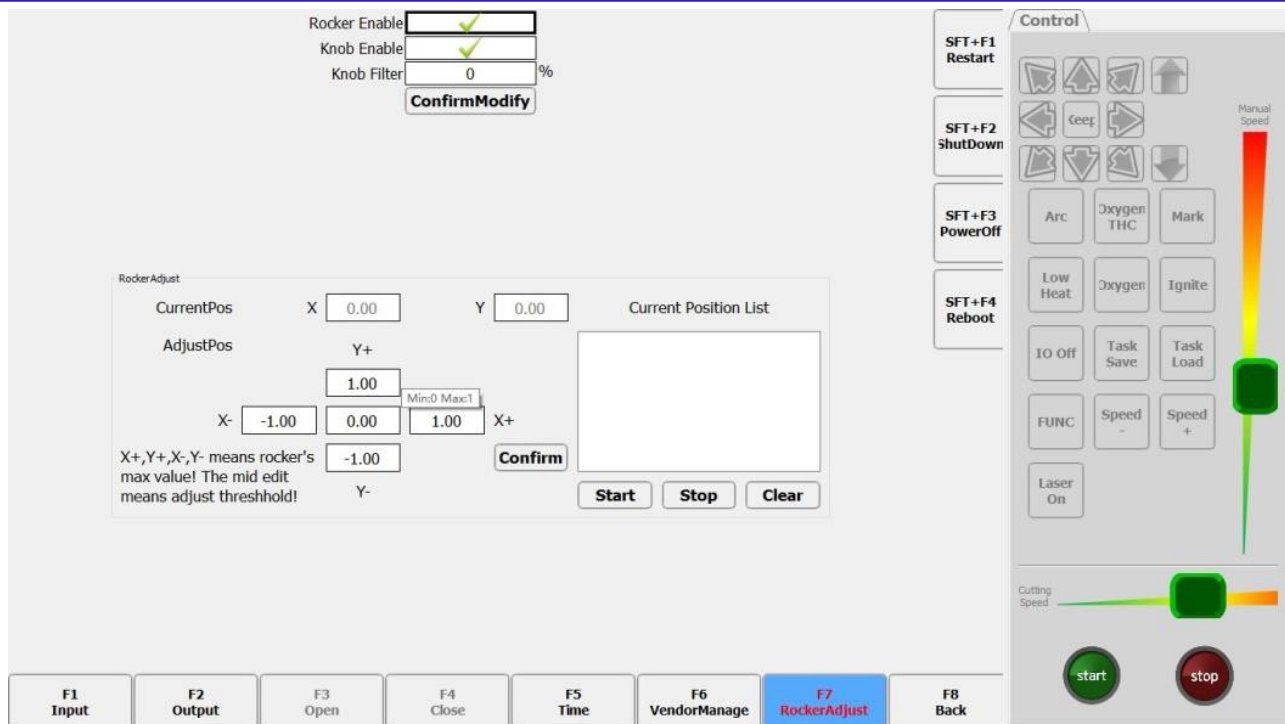 Rocker Enable
Knob Enable
Knob Filter 0 %
ConfirmModify
SFT+F1
Restart
SFT+F2
ShutDown
SFT+F3
PowerOff
SFT+F4
Reboot
RockerAdjust
CurrentPos X 0.00 Y 0.00 Current Position List
AdjustPos
Y+
1.00
Min:0 Max:1
X- -1.00 0.00 1.00 X+
X+,Y+,X-,Y- means rocker's
max value! The mid edit
means adjust threshhold!
-1.00
Y-
Confirm
Start Stop Clear
F1
Input
F2
Output
F3
Open
F4
Close
F5
Time
F6
VendorManage
F7
RockerAdjust
F8
Back
Control
Keep
Manual
Speed
Arc
Oxygen
THC
Mark
Low
Heat
Oxygen
Ignite
IO Off
Task
Save
Task
Load
FUNC
Speed
-
Speed
+
Laser
On
Cutting
Speed
start
stop